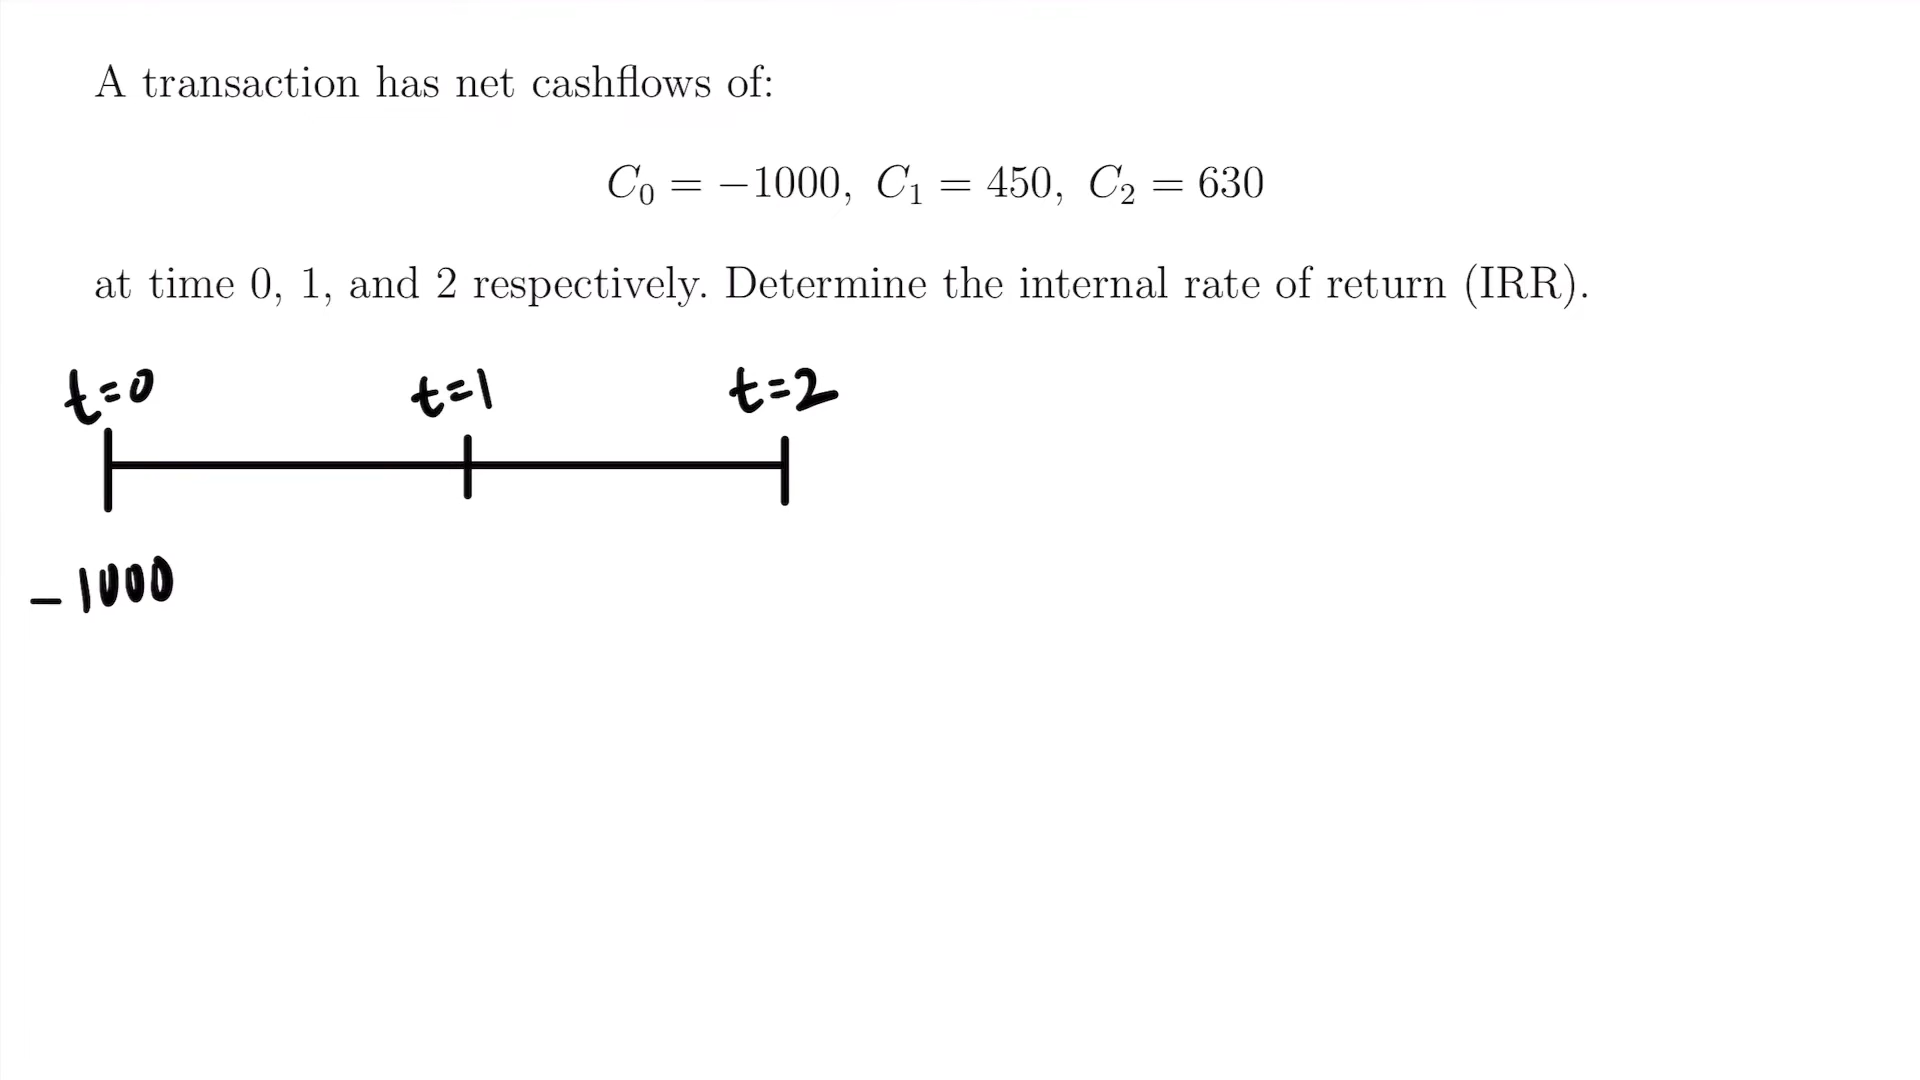 A transaction has net cashflows of:
C₀ = −1000, C₁ = 450, C₂ = 630
at time 0, 1, and 2 respectively. Determine the internal rate of return (IRR).
t=0 t=1 t=2
-1000